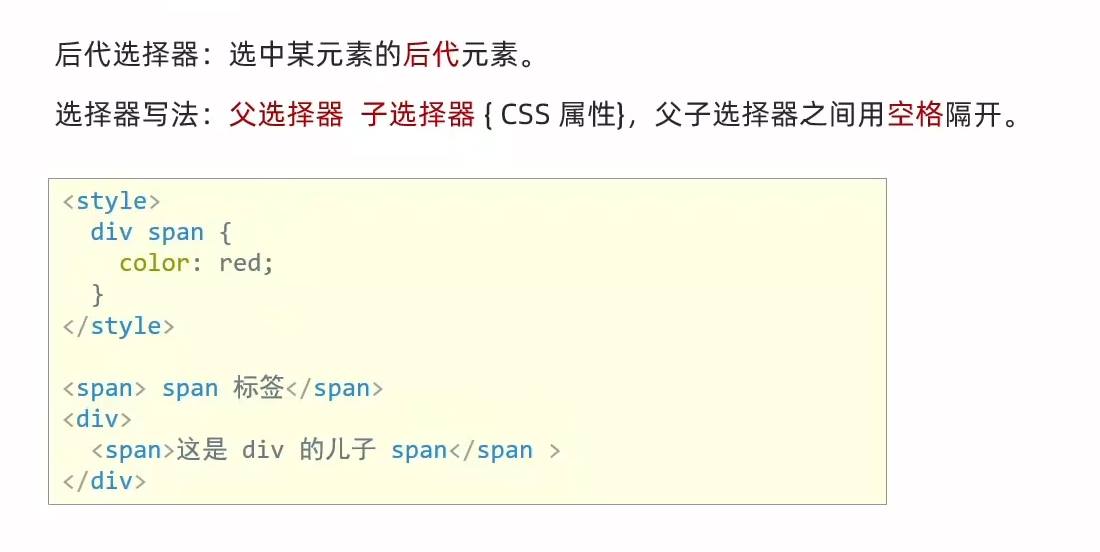 后代选择器：选中某元素的后代元素。
选择器写法：父选择器 子选择器 { CSS 属性}，父子选择器之间用空格隔开。
<style>
  div span {
    color: red;
  }
</style>

<span> span 标签</span>
<div>
  <span>这是 div 的儿子 span</span >
</div>